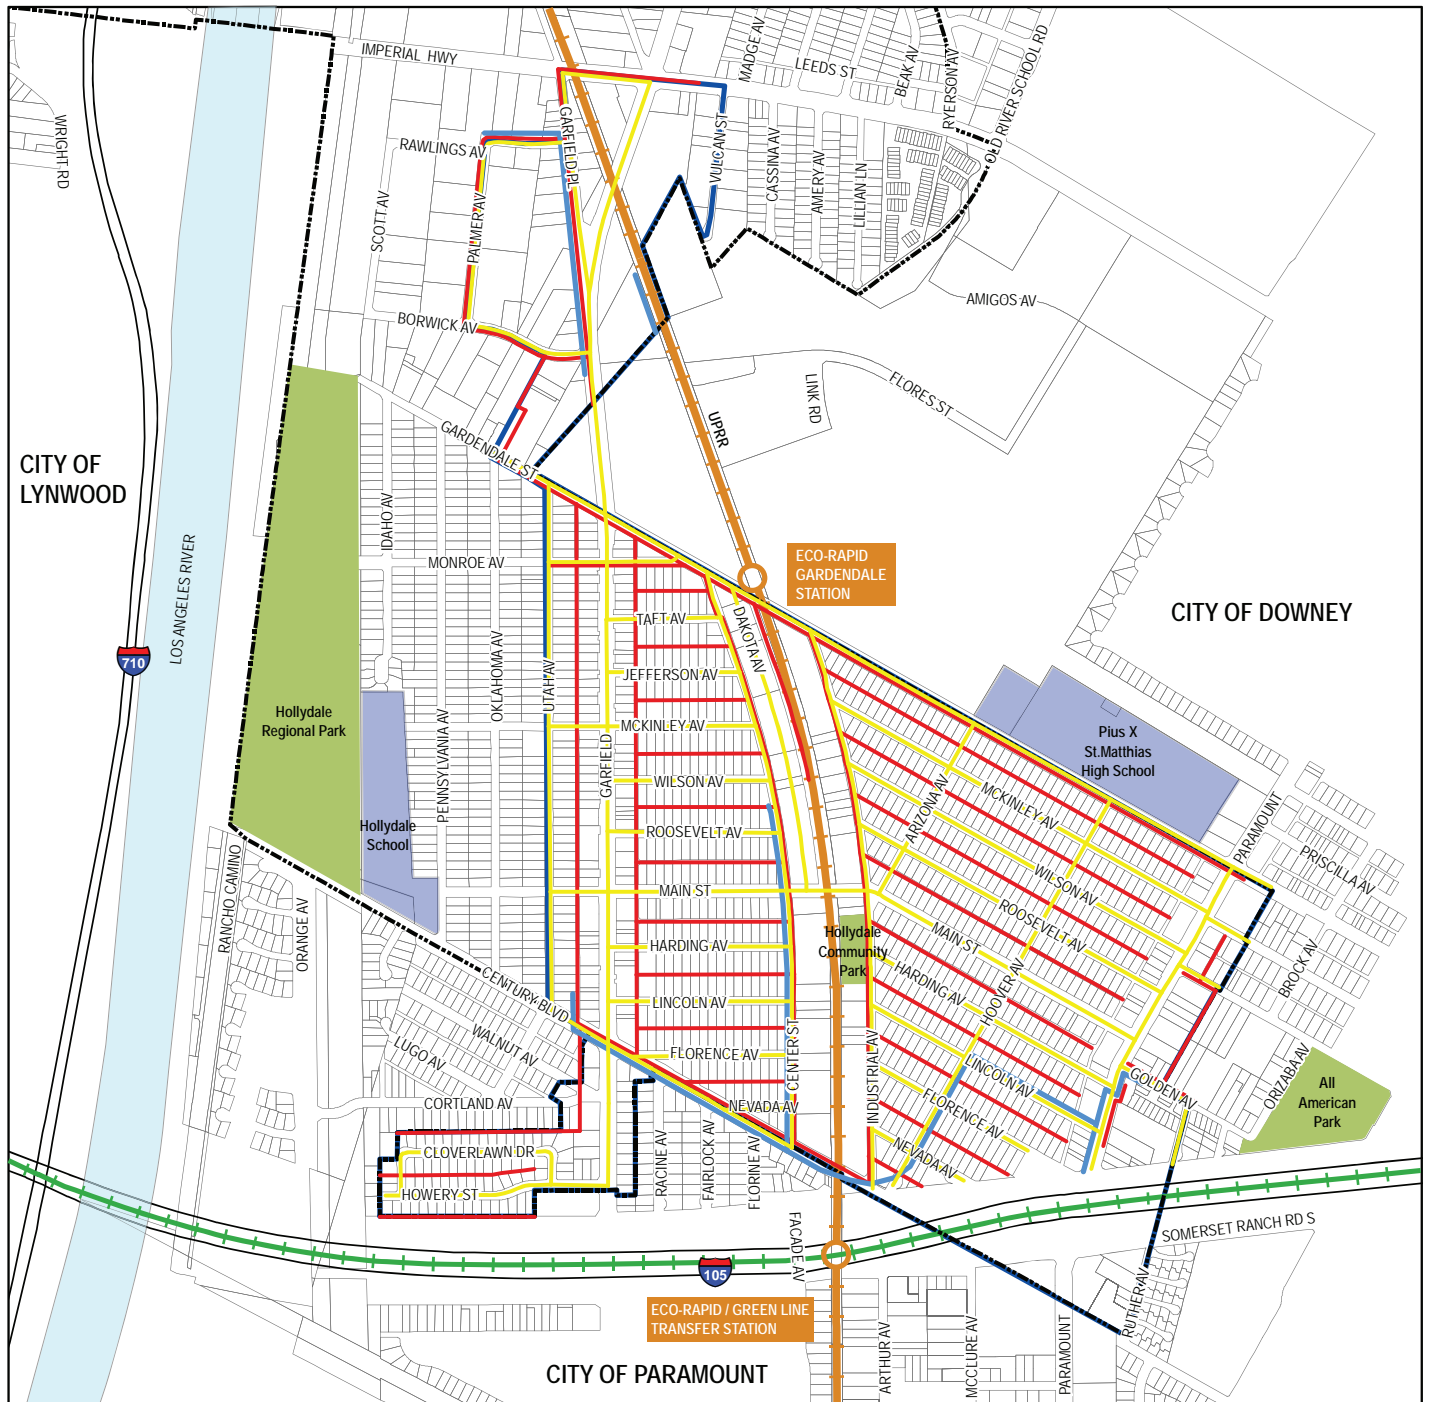 IMPERIAL HWY
LEEDS ST
MADGE AV
BEAK AV
RYERSON AV
OLD RIVER SCHOOL RD
WRIGHT RD
RAWLINGS AV
GARFIELD PL
VULCAN ST
CASSINA AV
AMERY AV
LILLIAN LN
SCOTT AV
PALMER AV
BORWICK AV
AMIGOS AV
LINK RD
FLORES ST
UPRR
GARDENDALE ST
CITY OF
LYNWOOD
LOS ANGELES RIVER
710
IDAHO AV
MONROE AV
OKLAHOMA AV
UTAH AV
PENNSYLVANIA AV
ECO-RAPID
GARDENDALE
STATION
CITY OF DOWNEY
TAFT AV
DAKOTA AV
JEFFERSON AV
MCKINLEY AV
GARFIELD
WILSON AV
ROOSEVELT AV
MAIN ST
HARDING AV
LINCOLN AV
FLORENCE AV
NEVADA AV
CENTER ST
INDUSTRIAL AV
Hollydale
Regional Park
Hollydale
School
Pius X
St.Matthias
High School
MCKINLEY AV
ARIZONA AV
WILSON AV
ROOSEVELT AV
MAIN ST
HARDING AV
HOOVER AV
LINCOLN AV
FLORENCE AV
NEVADA AV
PARAMOUNT
PRISCILLA AV
BROCK AV
ORIZABA AV
GOLDEN AV
Hollydale
Community
Park
All
American
Park
RANCHO CAMINO
ORANGE AV
CENTURY BLVD
WALNUT AV
LUGO AV
CORTLAND AV
CLOVERLAWN DR
HOWERY ST
RACINE AV
FAIRLOCK AV
FLORINE AV
FACADE AV
SOMERSET RANCH RD S
RUTHER AV
105
ECO-RAPID / GREEN LINE
TRANSFER STATION
CITY OF PARAMOUNT
ARTHUR AV
MCCLURE AV
PARAMOUNT